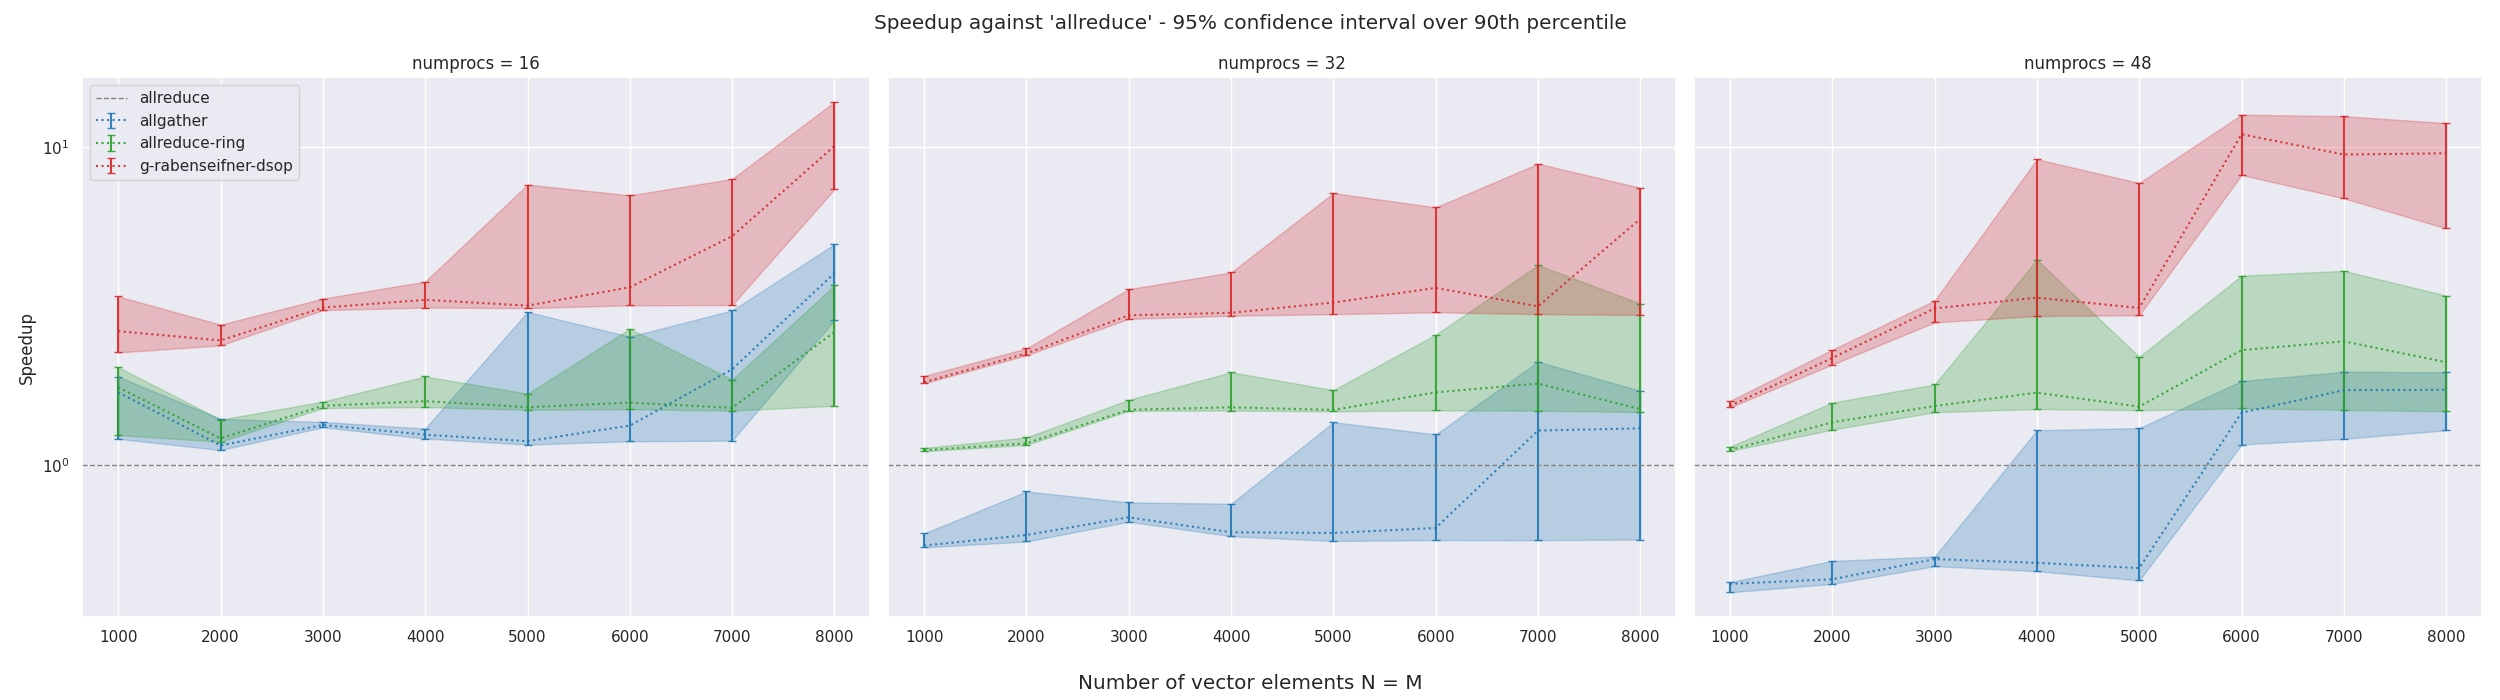 Speedup against 'allreduce' - 95% confidence interval over 90th percentile
numprocs = 16
numprocs = 32
numprocs = 48
allreduce
allgather
allreduce-ring
g-rabenseifner-dsop
Speedup
10¹
10⁰
1000 2000 3000 4000 5000 6000 7000 8000
1000 2000 3000 4000 5000 6000 7000 8000
1000 2000 3000 4000 5000 6000 7000 8000
Number of vector elements N = M